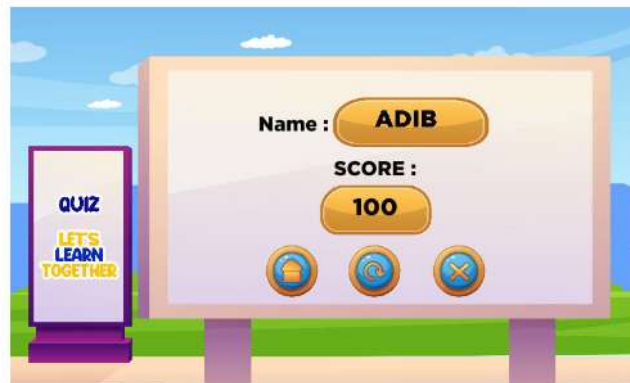 Name : ADIB
SCORE :
100
QUIZ
LET'S
LEARN
TOGETHER